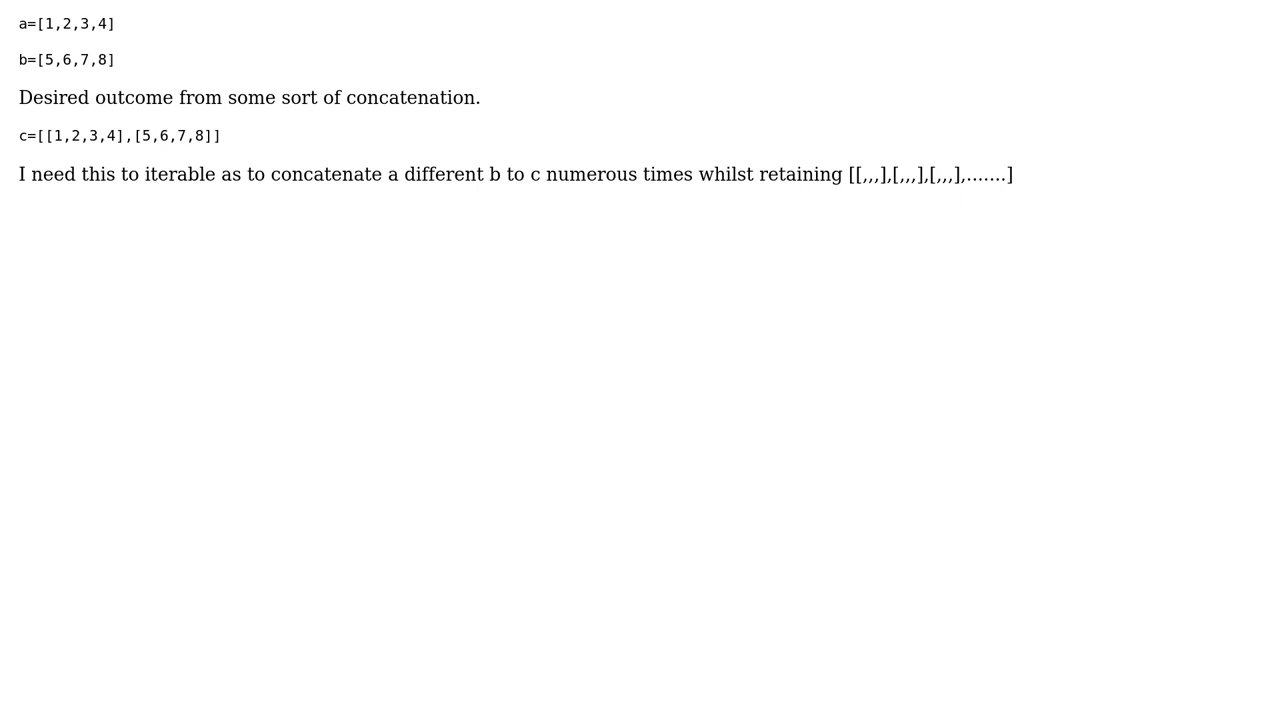 a=[1,2,3,4]
b=[5,6,7,8]
Desired outcome from some sort of concatenation.
c=[[1,2,3,4],[5,6,7,8]]
I need this to iterable as to concatenate a different b to c numerous times whilst retaining [[,,,],[,,,],[,,,],.......]